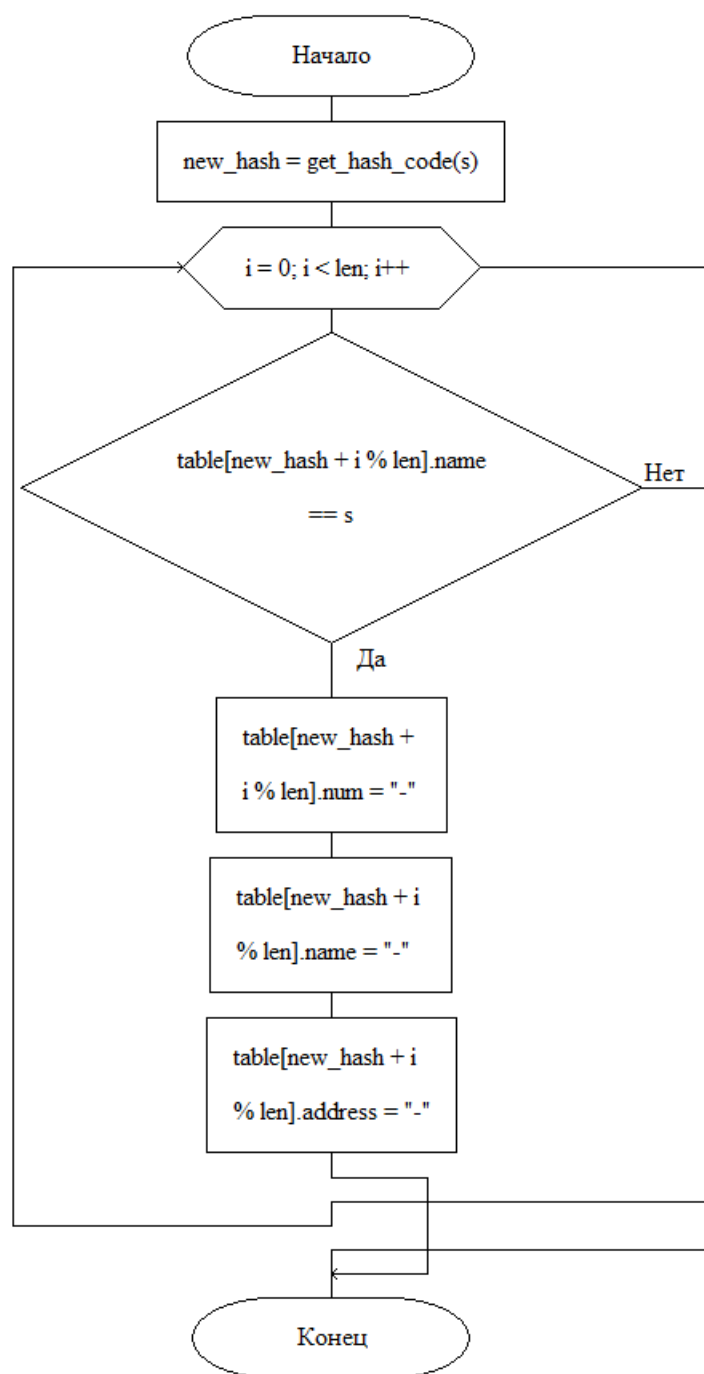 Начало
new_hash = get_hash_code(s)
i = 0; i < len; i++
table[new_hash + i % len].name
== s
Нет
Да
table[new_hash +
i % len].num = "-"
table[new_hash + i
% len].name = "-"
table[new_hash + i
% len].address = "-"
Конец